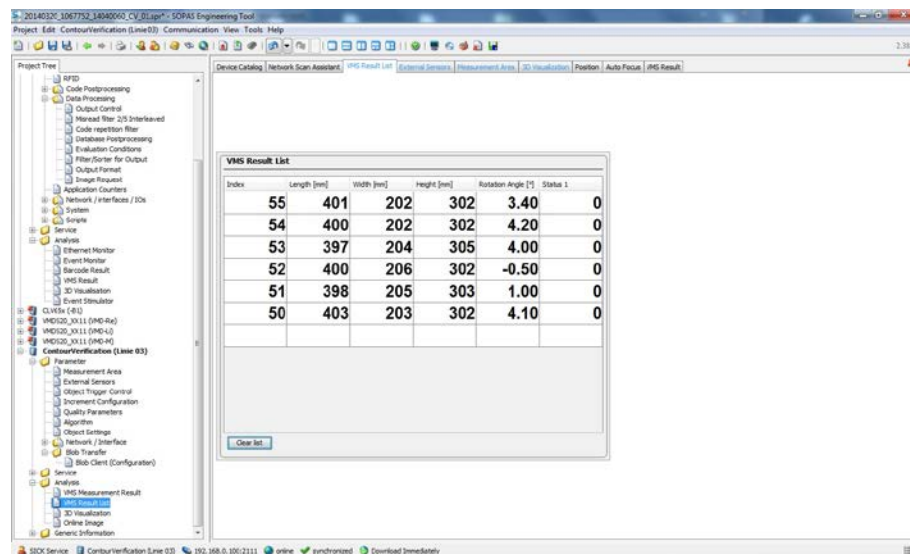 20140320_1067752_14040060_CV_01.spr* - SOPAS Engineering Tool
Project Edit ContourVerification (Linie03) Communication View Tools Help
Project Tree
RFID
Code Postprocessing
Data Processing
Output Control
Misread filter 2/5 Interleaved
Code repetition filter
Database Postprocessing
Evaluation Conditions
Filter/Sorter for Output
Output Format
Image Request
Application Counters
Network / interfaces / IOs
System
Scripts
Service
Analysis
Ethernet Monitor
Event Monitor
Barcode Result
VMS Result
3D Visualisation
Event Stimulator
CLV65x (-B1)
VMD520_XX11 (VMD-Re)
VMD520_XX11 (VMD-Li)
VMD520_XX11 (VMD-M)
ContourVerification (Linie 03)
Parameter
Measurement Area
External Sensors
Object Trigger Control
Increment Configuration
Quality Parameters
Algorithm
Object Settings
Network / Interface
Blob Transfer
Blob Client (Configuration)
Service
Analysis
VMS Measurement Result
VMS Result List
3D Visualization
Online Image
Generic Information
Device Catalog Network Scan Assistant VMS Result List External Sensors Measurement Area 3D Visualization Position Auto Focus VMS Result
VMS Result List
Index Length [mm] Width [mm] Height [mm] Rotation Angle [°] Status 1
55 401 202 302 3.40 0
54 400 202 302 4.20 0
53 397 204 305 4.00 0
52 400 206 302 -0.50 0
51 398 205 303 1.00 0
50 403 203 302 4.10 0
Clear list
SICK Service ContourVerification (Linie 03) 192.168.0.100:2111 online synchronized Download Immediately